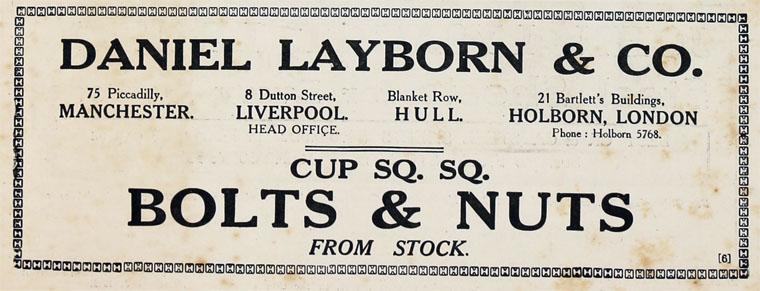 DANIEL LAYBORN & CO.
75 Piccadilly, 8 Dutton Street, Blanket Row, 21 Bartlett's Buildings,
MANCHESTER. LIVERPOOL. HULL. HOLBORN, LONDON
HEAD OFFICE. Phone : Holborn 5768.
CUP SQ. SQ.
BOLTS & NUTS
FROM STOCK.
[6]